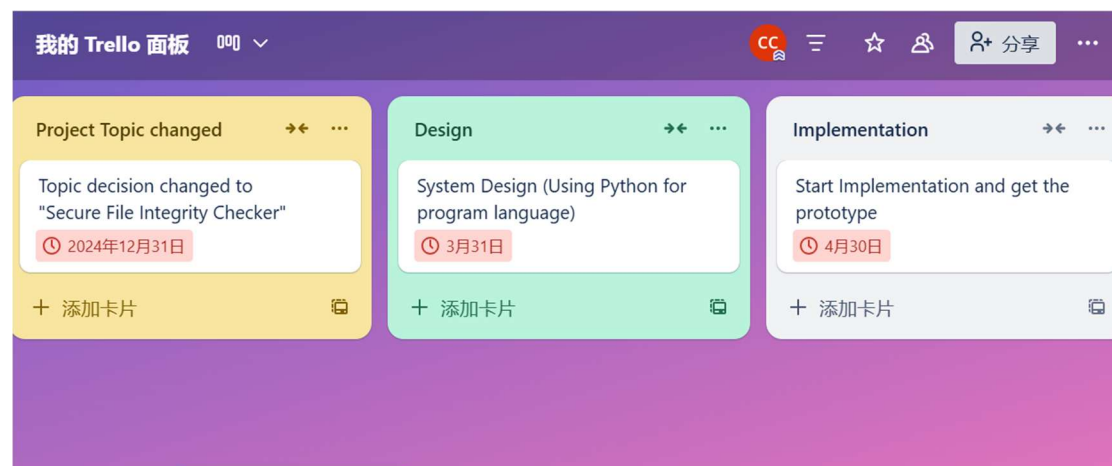 我的 Trello 面板
CC
分享
Project Topic changed
Topic decision changed to
"Secure File Integrity Checker"
2024年12月31日
添加卡片
Design
System Design (Using Python for
program language)
3月31日
添加卡片
Implementation
Start Implementation and get the
prototype
4月30日
添加卡片